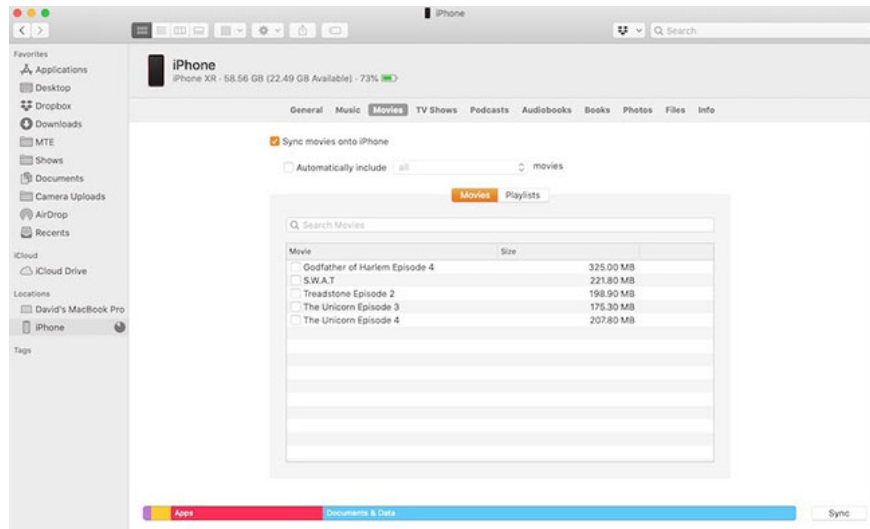 iPhone
Search
Favorites
Applications
Desktop
Dropbox
Downloads
MTE
Shows
Documents
Camera Uploads
AirDrop
Recents
iCloud
iCloud Drive
Locations
David's MacBook Pro
iPhone
Tags
iPhone
iPhone XR - 58.56 GB (22.49 GB Available) - 73%
General Music Movies TV Shows Podcasts Audiobooks Books Photos Files Info
Sync movies onto iPhone
Automatically include all movies
Movies Playlists
Search Movies
Movie Size
Godfather of Harlem Episode 4 325.00 MB
S.W.A.T 221.80 MB
Treadstone Episode 2 198.90 MB
The Unicorn Episode 3 175.30 MB
The Unicorn Episode 4 207.80 MB
Apps Documents & Data Sync